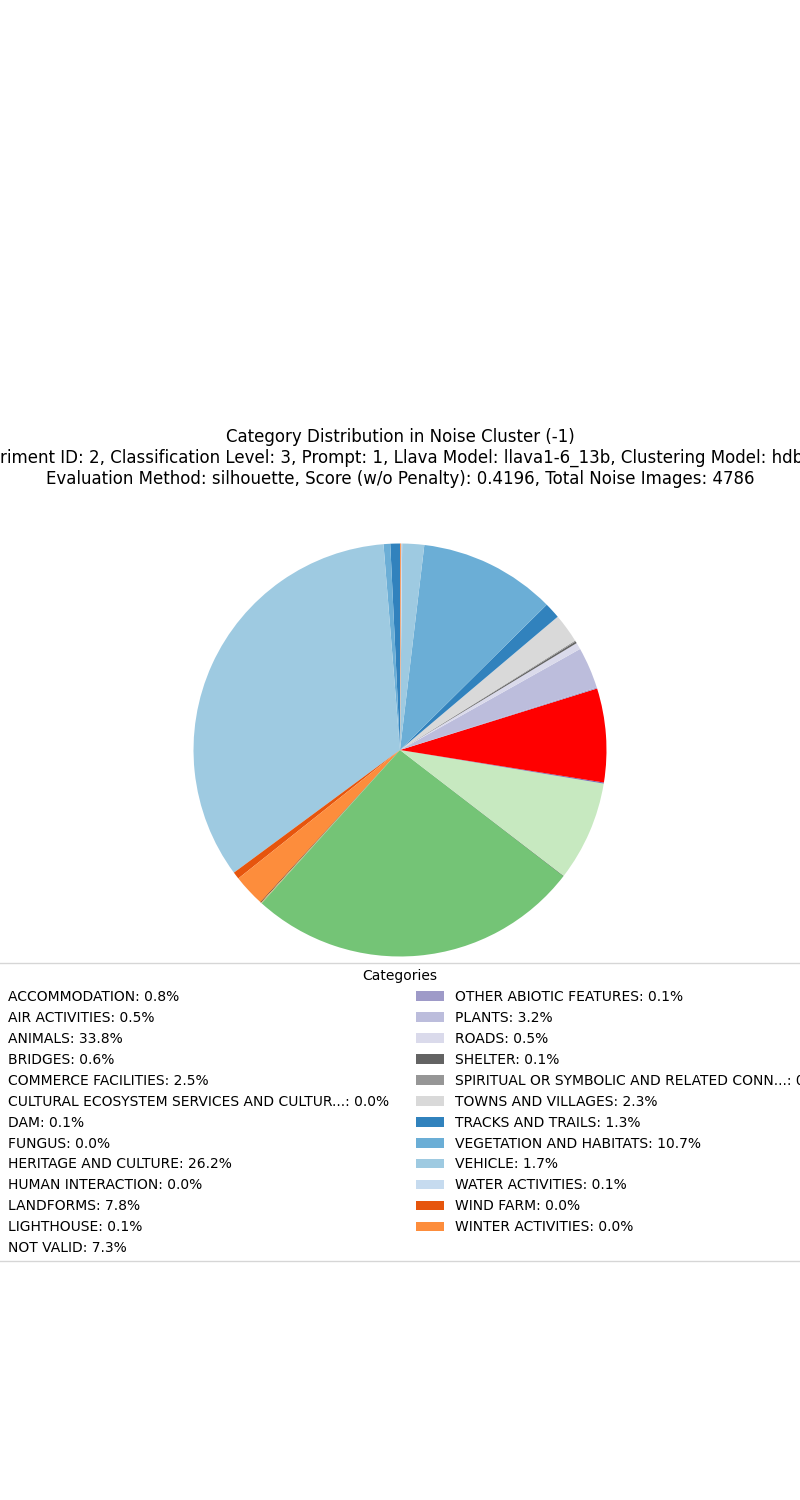 Category Distribution in Noise Cluster (-1)
riment ID: 2, Classification Level: 3, Prompt: 1, Llava Model: llava1-6_13b, Clustering Model: hdb
Evaluation Method: silhouette, Score (w/o Penalty): 0.4196, Total Noise Images: 4786
Categories
ACCOMMODATION: 0.8%
AIR ACTIVITIES: 0.5%
ANIMALS: 33.8%
BRIDGES: 0.6%
COMMERCE FACILITIES: 2.5%
CULTURAL ECOSYSTEM SERVICES AND CULTUR...: 0.0%
DAM: 0.1%
FUNGUS: 0.0%
HERITAGE AND CULTURE: 26.2%
HUMAN INTERACTION: 0.0%
LANDFORMS: 7.8%
LIGHTHOUSE: 0.1%
NOT VALID: 7.3%
OTHER ABIOTIC FEATURES: 0.1%
PLANTS: 3.2%
ROADS: 0.5%
SHELTER: 0.1%
SPIRITUAL OR SYMBOLIC AND RELATED CONN...:
TOWNS AND VILLAGES: 2.3%
TRACKS AND TRAILS: 1.3%
VEGETATION AND HABITATS: 10.7%
VEHICLE: 1.7%
WATER ACTIVITIES: 0.1%
WIND FARM: 0.0%
WINTER ACTIVITIES: 0.0%